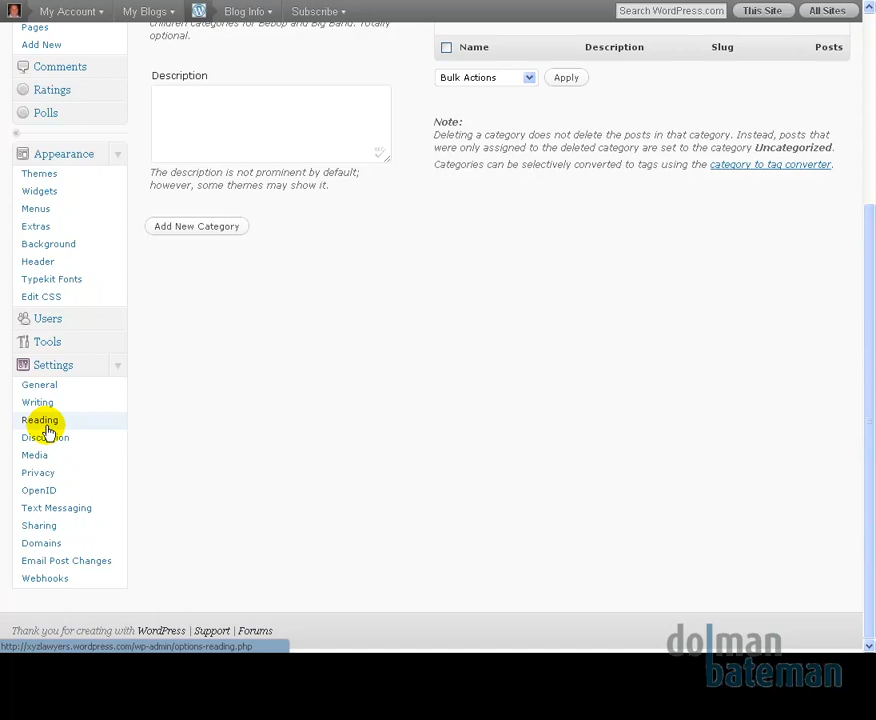 My Account ▾
My Blogs ▾
Blog Info ▾
Subscribe ▾
Search WordPress.com
This Site
All Sites
Pages
Add New
Comments
Ratings
Polls
Appearance
Themes
Widgets
Menus
Extras
Background
Header
Typekit Fonts
Edit CSS
Users
Tools
Settings
General
Writing
Reading
Discussion
Media
Privacy
OpenID
Text Messaging
Sharing
Domains
Email Post Changes
Webhooks
children categories for Bebop and Big Band. Totally
optional.
Description
The description is not prominent by default;
however, some themes may show it.
Add New Category
Name
Description
Slug
Posts
Bulk Actions
Apply
Note:
Deleting a category does not delete the posts in that category. Instead, posts that
were only assigned to the deleted category are set to the category Uncategorized.
Categories can be selectively converted to tags using the category to tag converter.
Thank you for creating with WordPress | Support | Forums
http://xyzlawyers.wordpress.com/wp-admin/options-reading.php
dolman
bateman